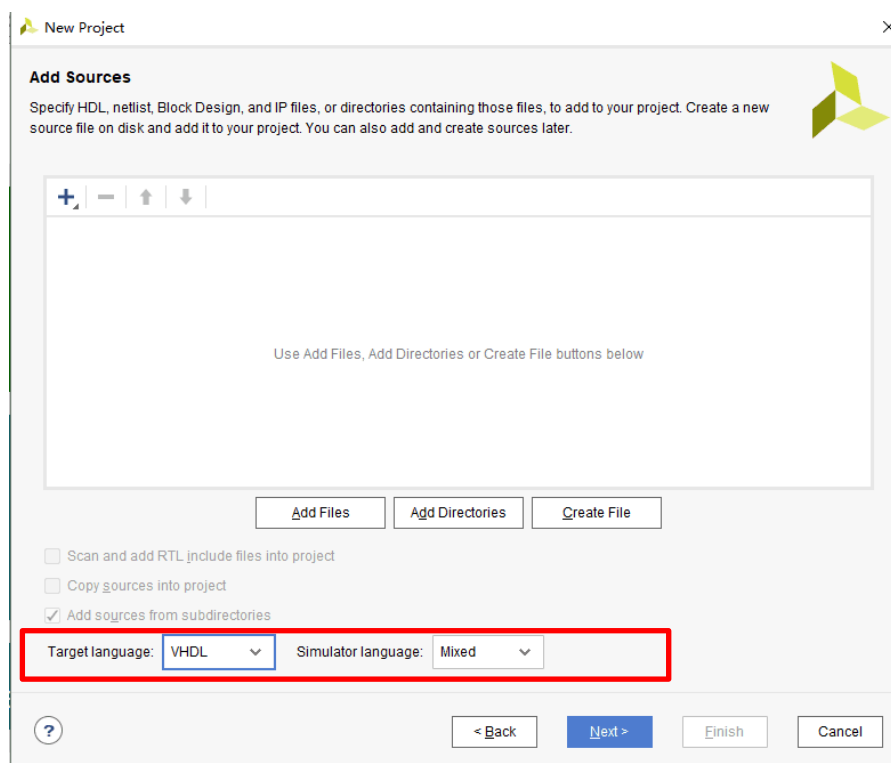 New Project
Add Sources
Specify HDL, netlist, Block Design, and IP files, or directories containing those files, to add to your project. Create a new
source file on disk and add it to your project. You can also add and create sources later.
Use Add Files, Add Directories or Create File buttons below
Add Files Add Directories Create File
Scan and add RTL include files into project
Copy sources into project
Add sources from subdirectories
Target language: VHDL Simulator language: Mixed
? < Back Next > Finish Cancel